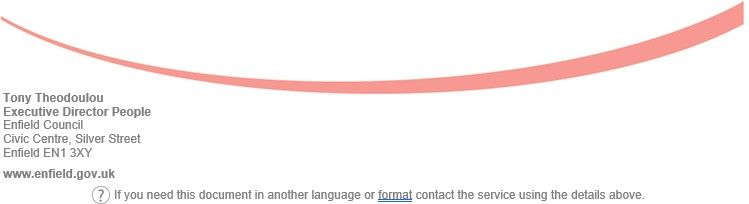 Tony Theodoulou
Executive Director People
Enfield Council
Civic Centre, Silver Street
Enfield EN1 3XY
www.enfield.gov.uk
? If you need this document in another language or format contact the service using the details above.